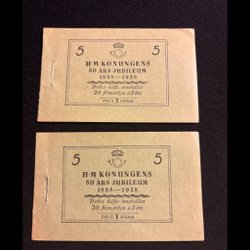 5 5
H·M·KONUNGENS
80 ÅRS JUBILEUM
1858—1938
Detta häfte innehåller
20 frimärken à 5 öre.
PRIS 1 KRONA
5 5
H·M·KONUNGENS
80 ÅRS JUBILEUM
1858—1938
Detta häfte innehåller
20 frimärken à 5 öre.
PRIS 1 KRONA